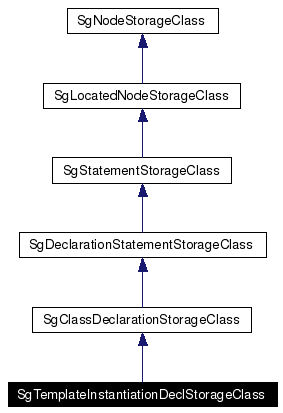 SgNodeStorageClass
SgLocatedNodeStorageClass
SgStatementStorageClass
SgDeclarationStatementStorageClass
SgClassDeclarationStorageClass
SgTemplateInstantiationDeclStorageClass